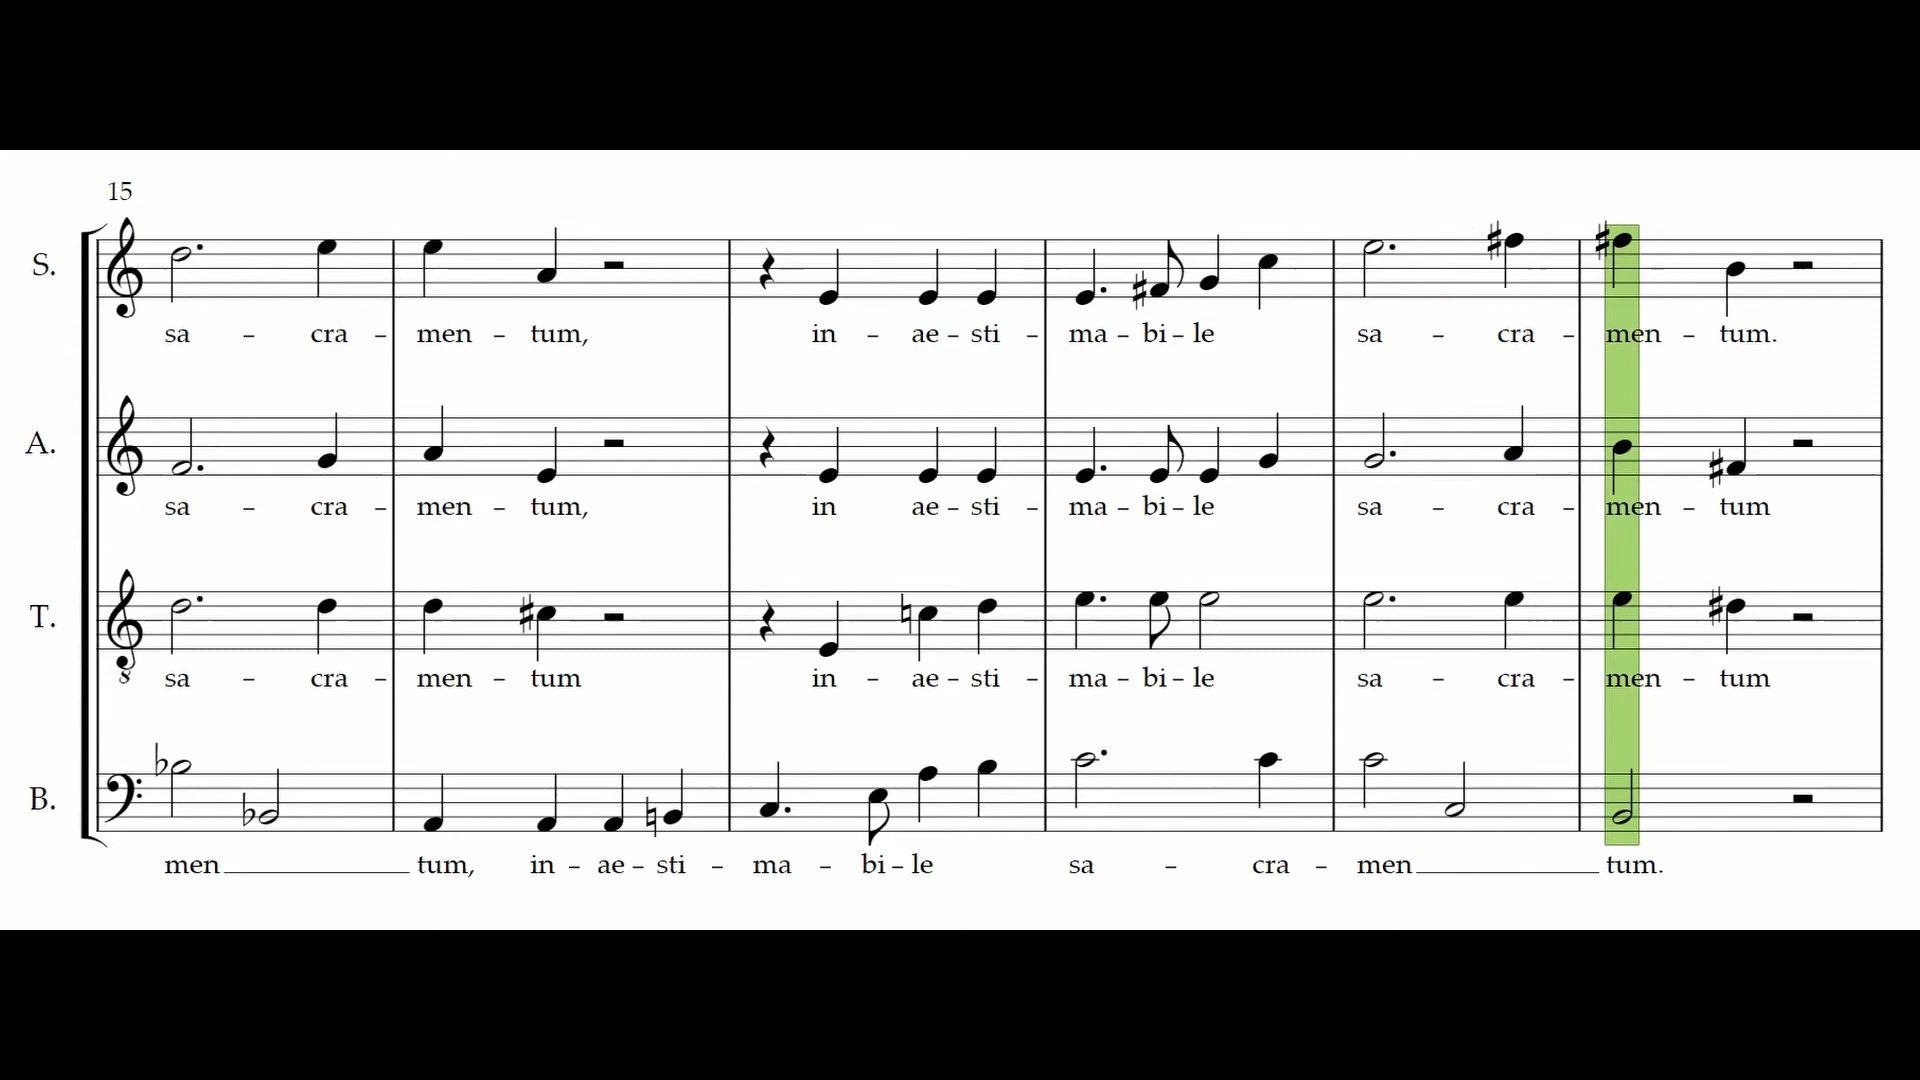 15
S.
sa – cra – men – tum, in – ae – sti – ma – bi – le sa – cra – men – tum.
A.
sa – cra – men – tum, in ae – sti – ma – bi – le sa – cra – men – tum
T.
8
sa – cra – men – tum in – ae – sti – ma – bi – le sa – cra – men – tum
B.
men tum, in – ae – sti – ma – bi – le sa – cra – men tum.